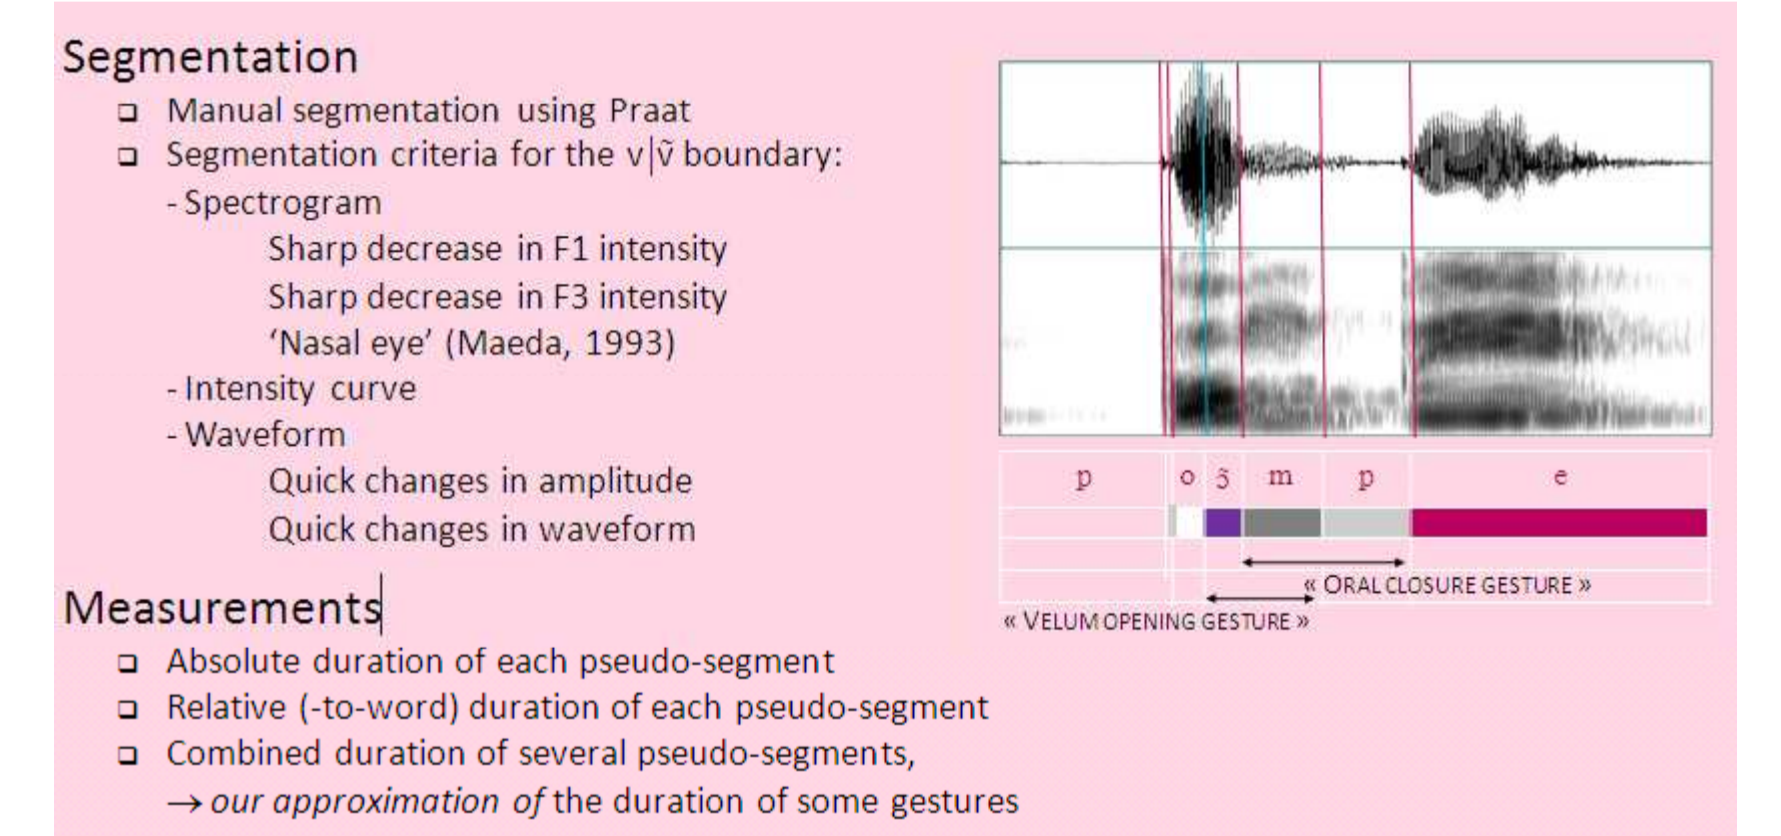 Segmentation
❑ Manual segmentation using Praat
❑ Segmentation criteria for the v|ṽ boundary:
- Spectrogram
Sharp decrease in F1 intensity
Sharp decrease in F3 intensity
‘Nasal eye’ (Maeda, 1993)
- Intensity curve
- Waveform
Quick changes in amplitude
Quick changes in waveform
Measurements
❑ Absolute duration of each pseudo-segment
❑ Relative (-to-word) duration of each pseudo-segment
❑ Combined duration of several pseudo-segments,
→ our approximation of the duration of some gestures
p o ɔ̃ m p e
« ORAL CLOSURE GESTURE »
« VELUM OPENING GESTURE »